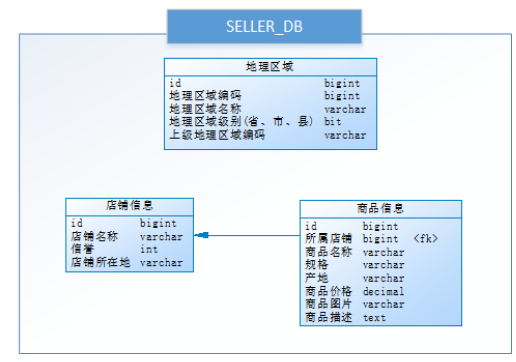 SELLER_DB
地理区域
id bigint
地理区域编码 bigint
地理区域名称 varchar
地理区域级别(省、市、县) bit
上级地理区域编码 varchar
店铺信息
id bigint
店铺名称 varchar
信誉 int
店铺所在地 varchar
商品信息
id bigint
所属店铺 bigint <fk>
商品名称 varchar
规格 varchar
产地 varchar
商品价格 decimal
商品图片 varchar
商品描述 text